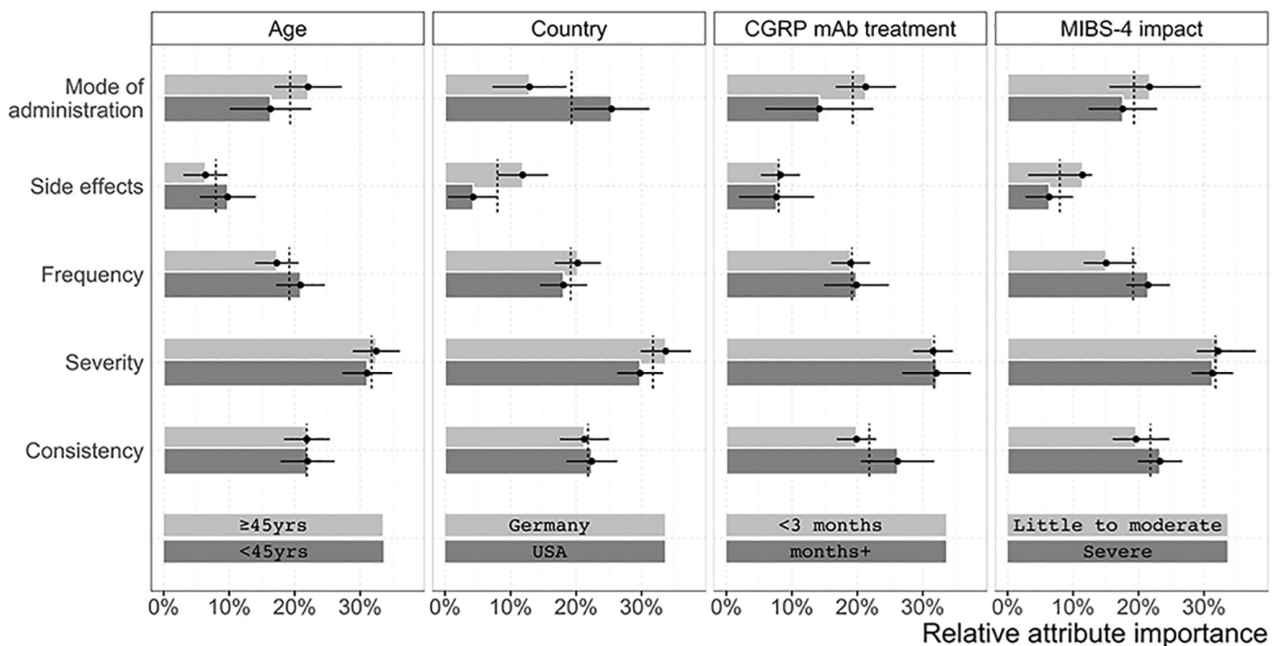 Age
Country
CGRP mAb treatment
MIBS-4 impact
Mode of
administration
Side effects
Frequency
Severity
Consistency
≥45yrs
<45yrs
Germany
USA
<3 months
months+
Little to moderate
Severe
0% 10% 20% 30%
0% 10% 20% 30%
0% 10% 20% 30%
0% 10% 20% 30%
Relative attribute importance